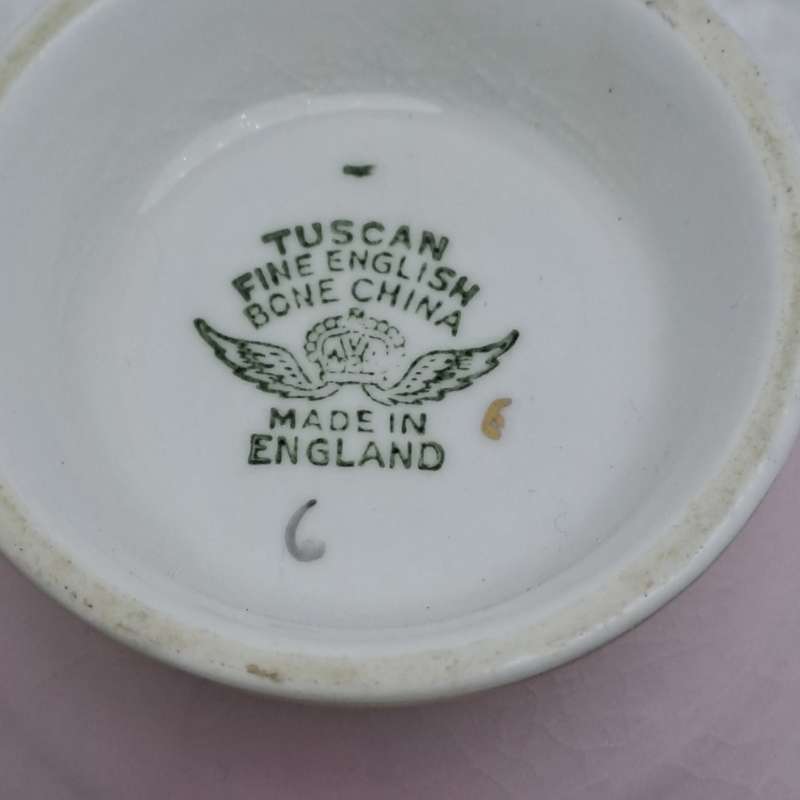 TUSCAN
FINE ENGLISH
BONE CHINA
MADE IN
ENGLAND
6
6